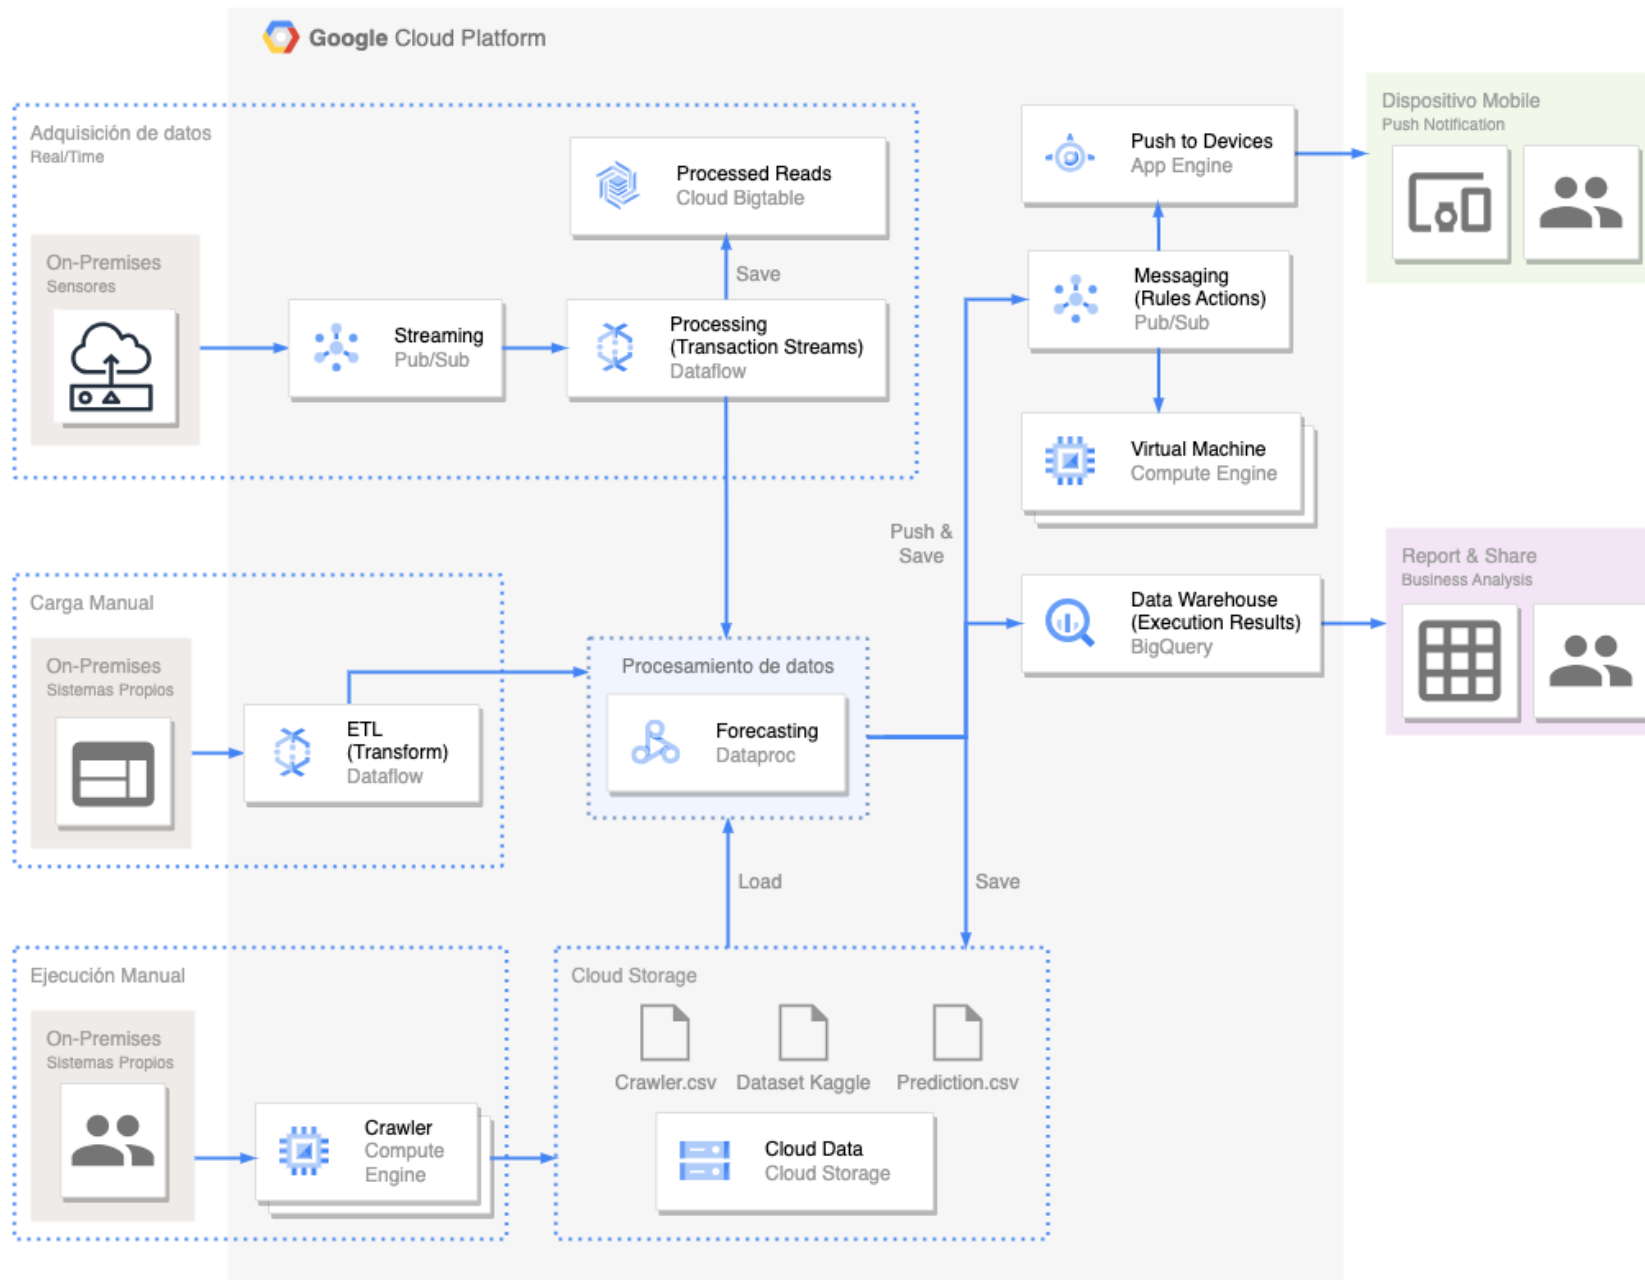 Google Cloud Platform
Adquisición de datos
Real/Time
On-Premises
Sensores
Streaming
Pub/Sub
Processed Reads
Cloud Bigtable
Save
Processing
(Transaction Streams)
Dataflow
Push to Devices
App Engine
Messaging
(Rules Actions)
Pub/Sub
Virtual Machine
Compute Engine
Dispositivo Mobile
Push Notification
Push &
Save
Data Warehouse
(Execution Results)
BigQuery
Report & Share
Business Analysis
Carga Manual
On-Premises
Sistemas Propios
ETL
(Transform)
Dataflow
Procesamiento de datos
Forecasting
Dataproc
Load
Save
Ejecución Manual
On-Premises
Sistemas Propios
Crawler
Compute
Engine
Cloud Storage
Crawler.csv
Dataset Kaggle
Prediction.csv
Cloud Data
Cloud Storage